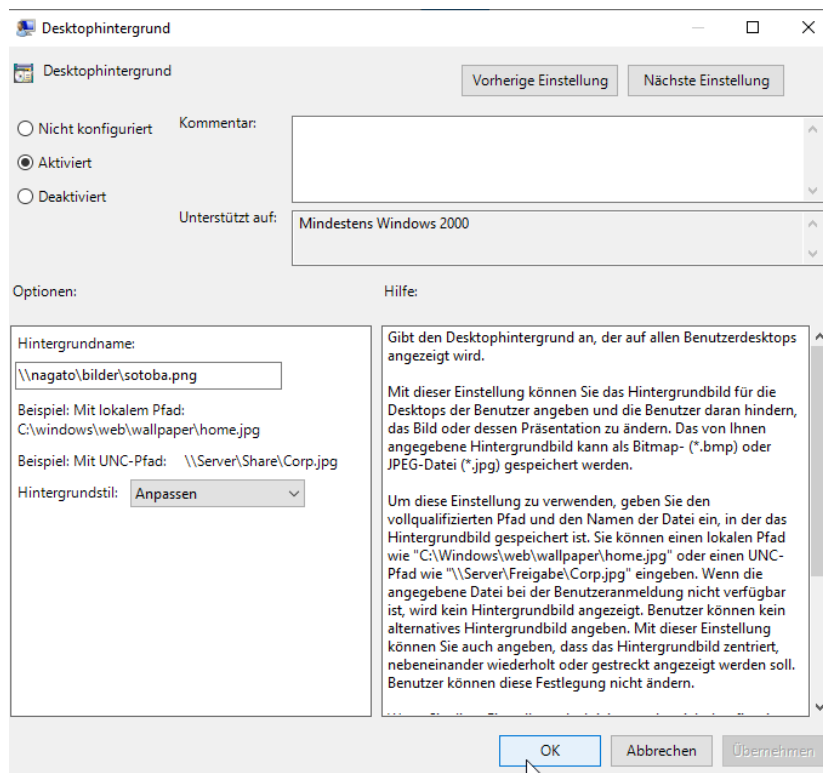 Desktophintergrund
Desktophintergrund
Vorherige Einstellung
Nächste Einstellung
Nicht konfiguriert
Kommentar:
Aktiviert
Deaktiviert
Unterstützt auf:
Mindestens Windows 2000
Optionen:
Hilfe:
Hintergrundname:
\\nagato\bilder\sotoba.png
Beispiel: Mit lokalem Pfad:
C:\windows\web\wallpaper\home.jpg
Beispiel: Mit UNC-Pfad: \\Server\Share\Corp.jpg
Hintergrundstil: Anpassen
Gibt den Desktophintergrund an, der auf allen Benutzerdesktops
angezeigt wird.
Mit dieser Einstellung können Sie das Hintergrundbild für die
Desktops der Benutzer angeben und die Benutzer daran hindern,
das Bild oder dessen Präsentation zu ändern. Das von Ihnen
angegebene Hintergrundbild kann als Bitmap- (*.bmp) oder
JPEG-Datei (*.jpg) gespeichert werden.
Um diese Einstellung zu verwenden, geben Sie den
vollqualifizierten Pfad und den Namen der Datei ein, in der das
Hintergrundbild gespeichert ist. Sie können einen lokalen Pfad
wie "C:\Windows\web\wallpaper\home.jpg" oder einen UNC-
Pfad wie "\\Server\Freigabe\Corp.jpg" eingeben. Wenn die
angegebene Datei bei der Benutzeranmeldung nicht verfügbar
ist, wird kein Hintergrundbild angezeigt. Benutzer können kein
alternatives Hintergrundbild angeben. Mit dieser Einstellung
können Sie auch angeben, dass das Hintergrundbild zentriert,
nebeneinander wiederholt oder gestreckt angezeigt werden soll.
Benutzer können diese Festlegung nicht ändern.
OK
Abbrechen
Übernehmen